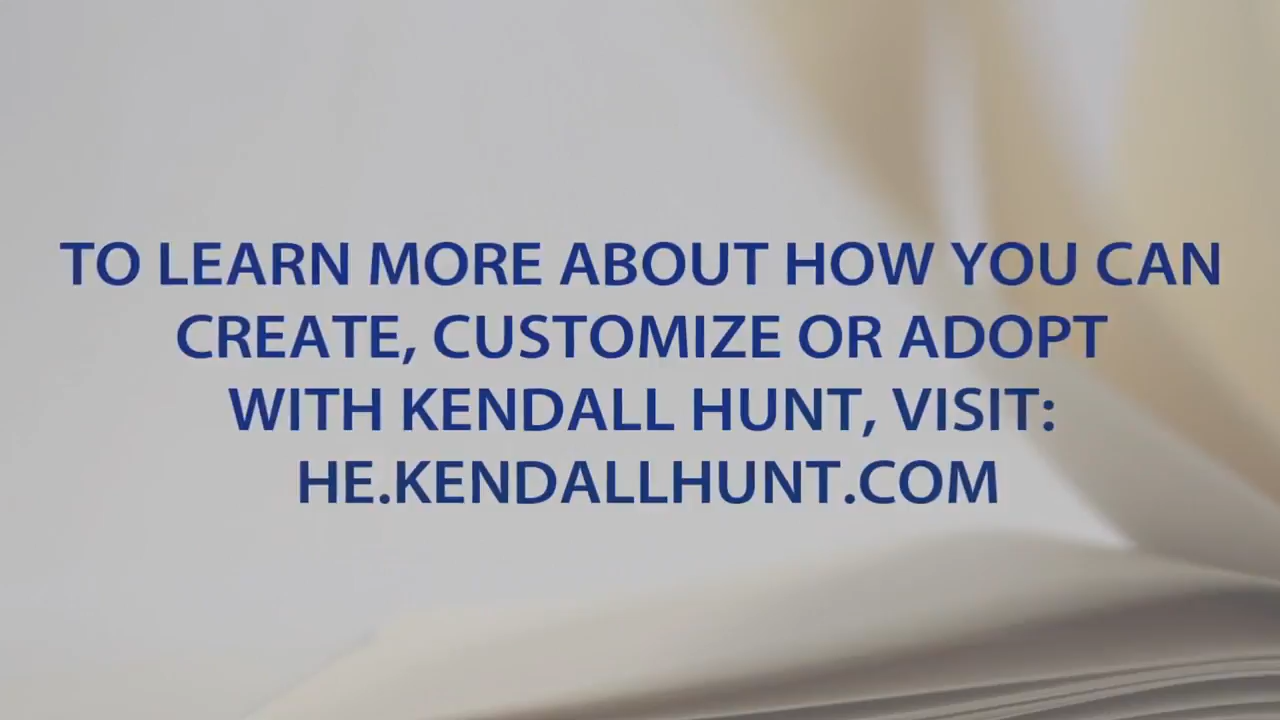 TO LEARN MORE ABOUT HOW YOU CAN
CREATE, CUSTOMIZE OR ADOPT
WITH KENDALL HUNT, VISIT:
HE.KENDALLHUNT.COM